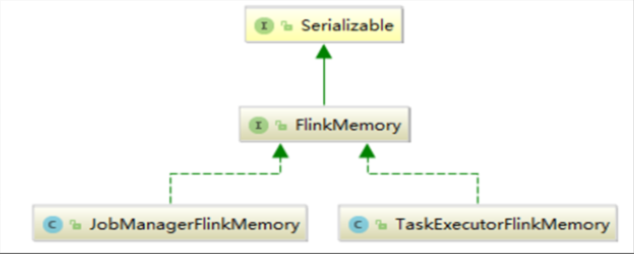 I Serializable
I FlinkMemory
C JobManagerFlinkMemory
C TaskExecutorFlinkMemory